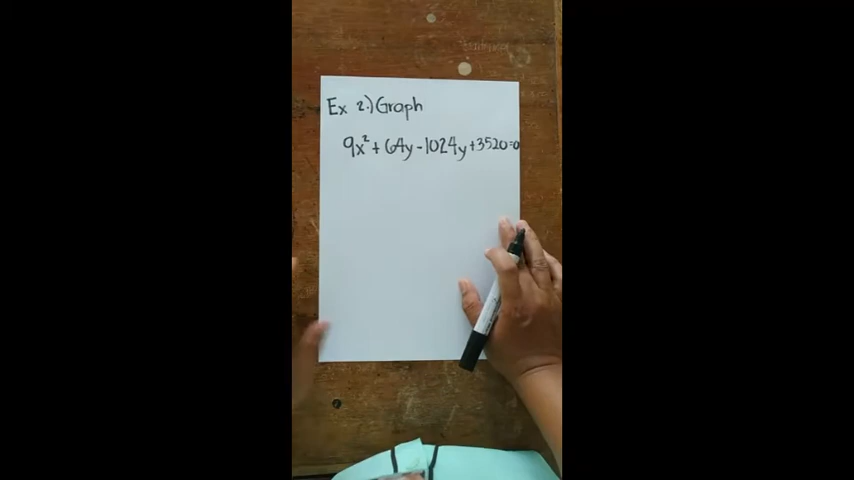 Ex 2.) Graph
9x² + 64y - 1024y + 3520 = 0